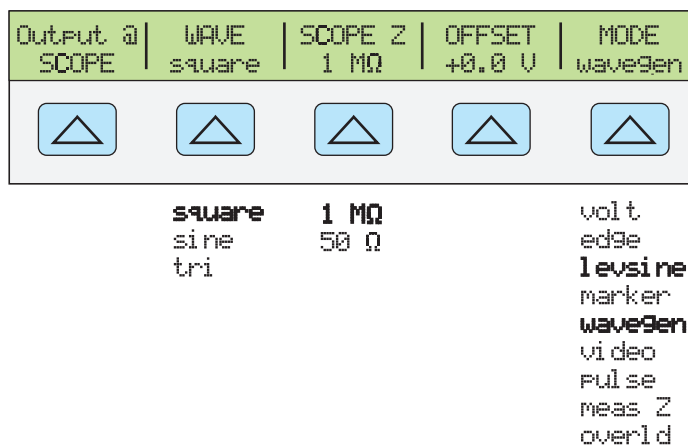 Output @ WAVE SCOPE Z OFFSET MODE
SCOPE square 1 MΩ +0.0 V wavegen
square 1 MΩ volt
sine 50 Ω edge
tri levsine
marker
wavegen
video
pulse
meas Z
overld